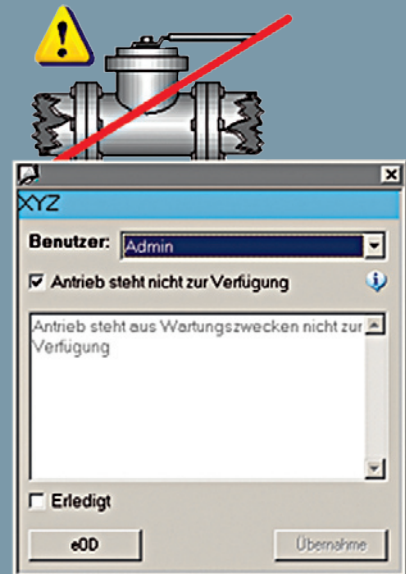 XYZ
Benutzer: Admin
Antrieb steht nicht zur Verfügung
Antrieb steht aus Wartungszwecken nicht zur
Verfügung
Erledigt
eOD
Übernahme